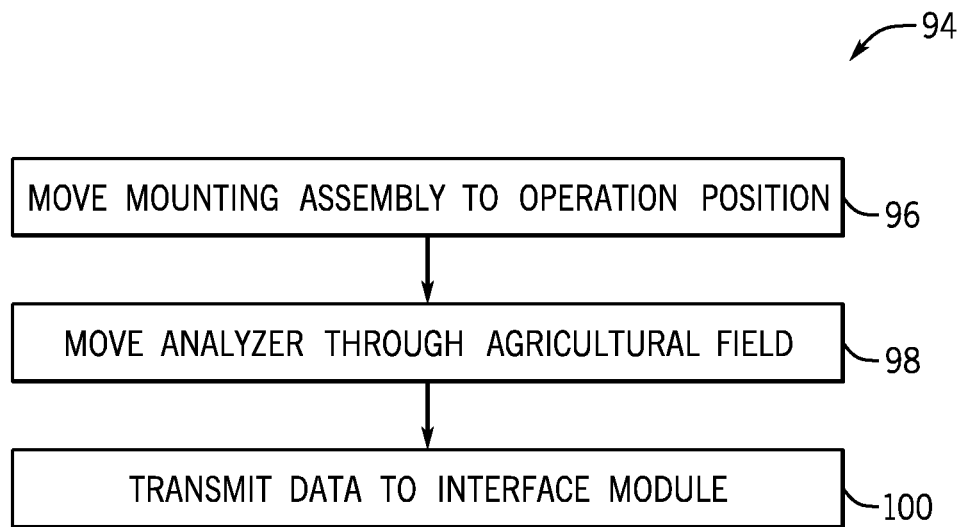 94
MOVE MOUNTING ASSEMBLY TO OPERATION POSITION
96
MOVE ANALYZER THROUGH AGRICULTURAL FIELD
98
TRANSMIT DATA TO INTERFACE MODULE
100